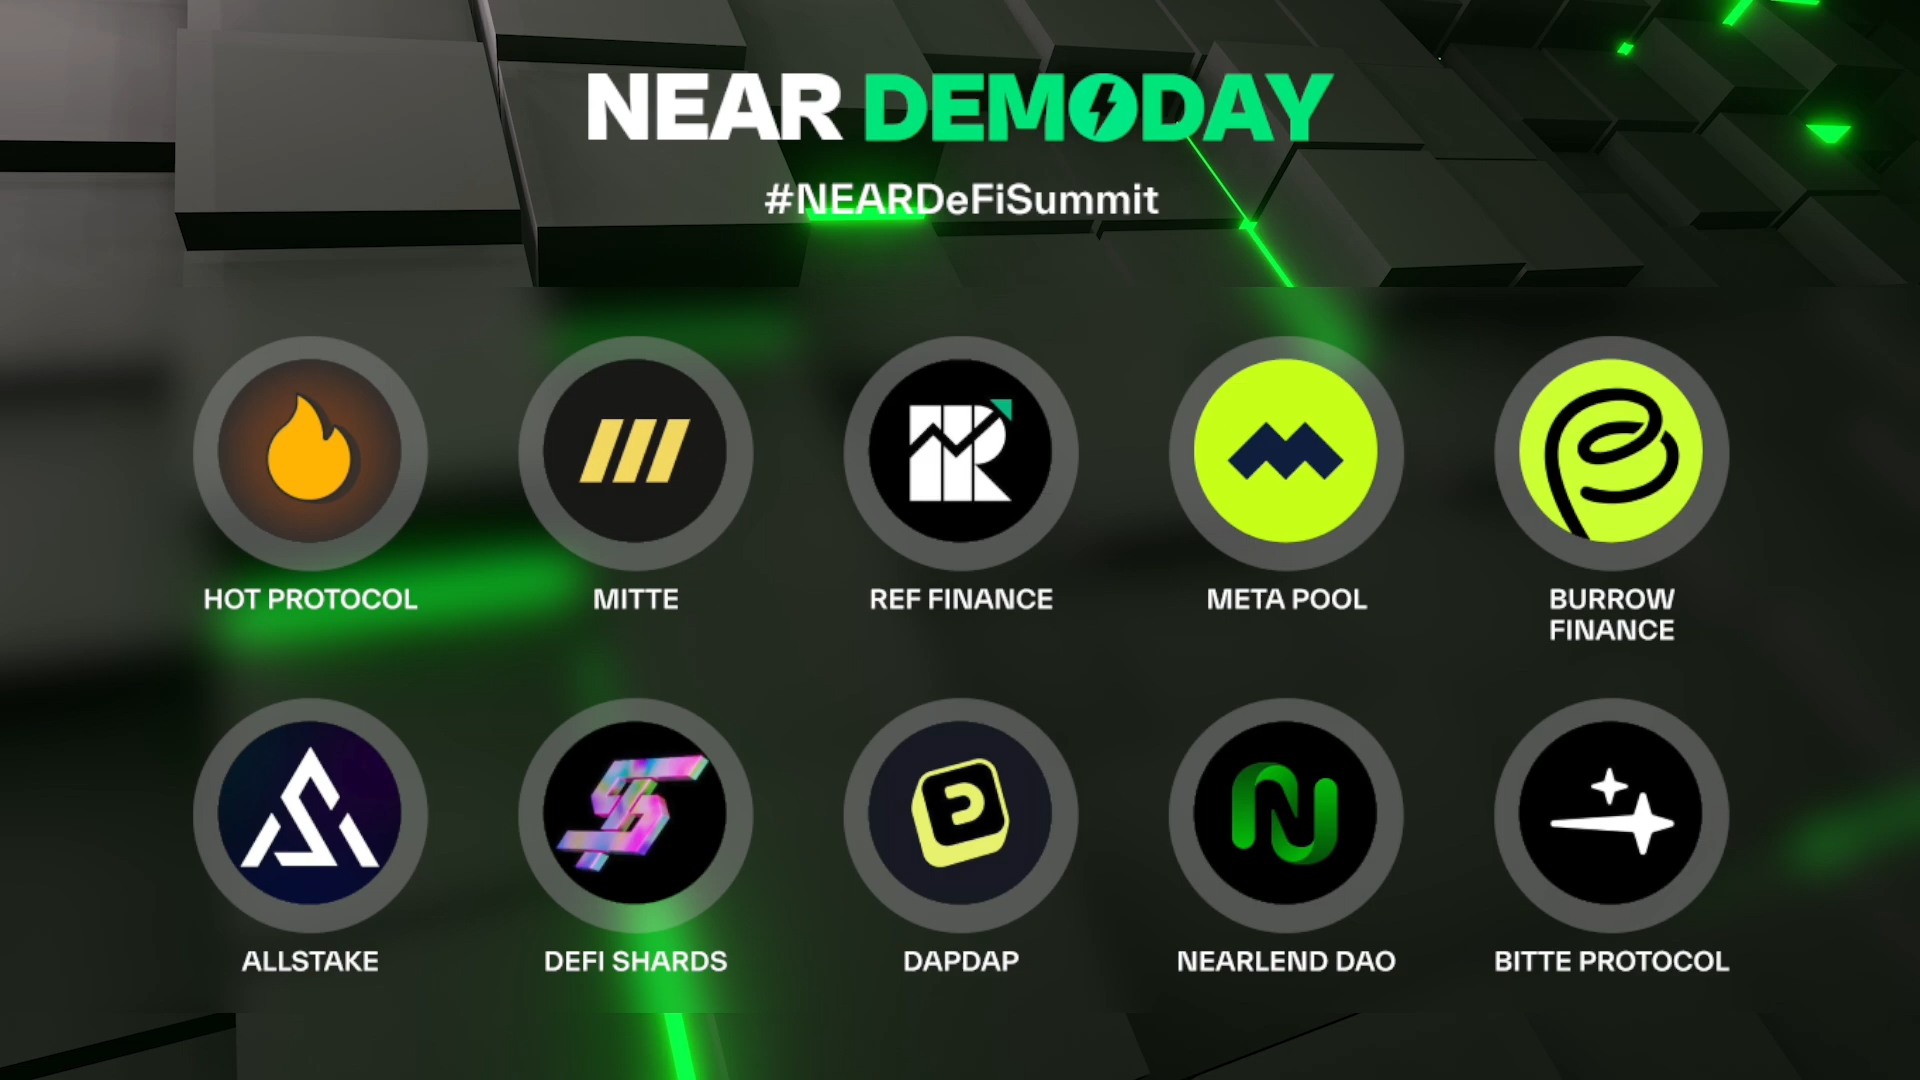 NEAR DEMODAY
#NEARDeFiSummit
HOT PROTOCOL
MITTE
REF FINANCE
META POOL
BURROW
FINANCE
ALLSTAKE
DEFI SHARDS
DAPDAP
NEARLEND DAO
BITTE PROTOCOL